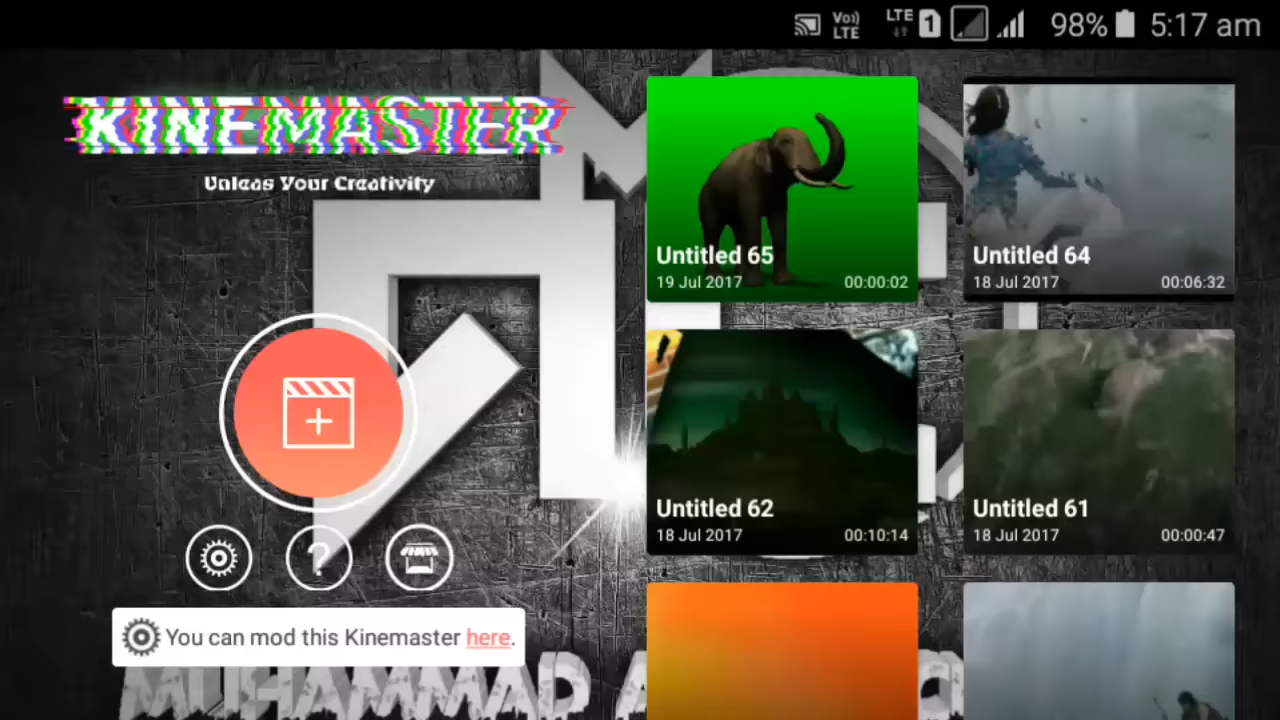 Vo))
LTE
LTE
1
98%
5:17 am
KINEMASTER
Unleas Your Creativity
Untitled 65
19 Jul 2017
00:00:02
Untitled 64
18 Jul 2017
00:06:32
Untitled 62
18 Jul 2017
00:10:14
Untitled 61
18 Jul 2017
00:00:47
?
You can mod this Kinemaster here.
MUHAMMAD A